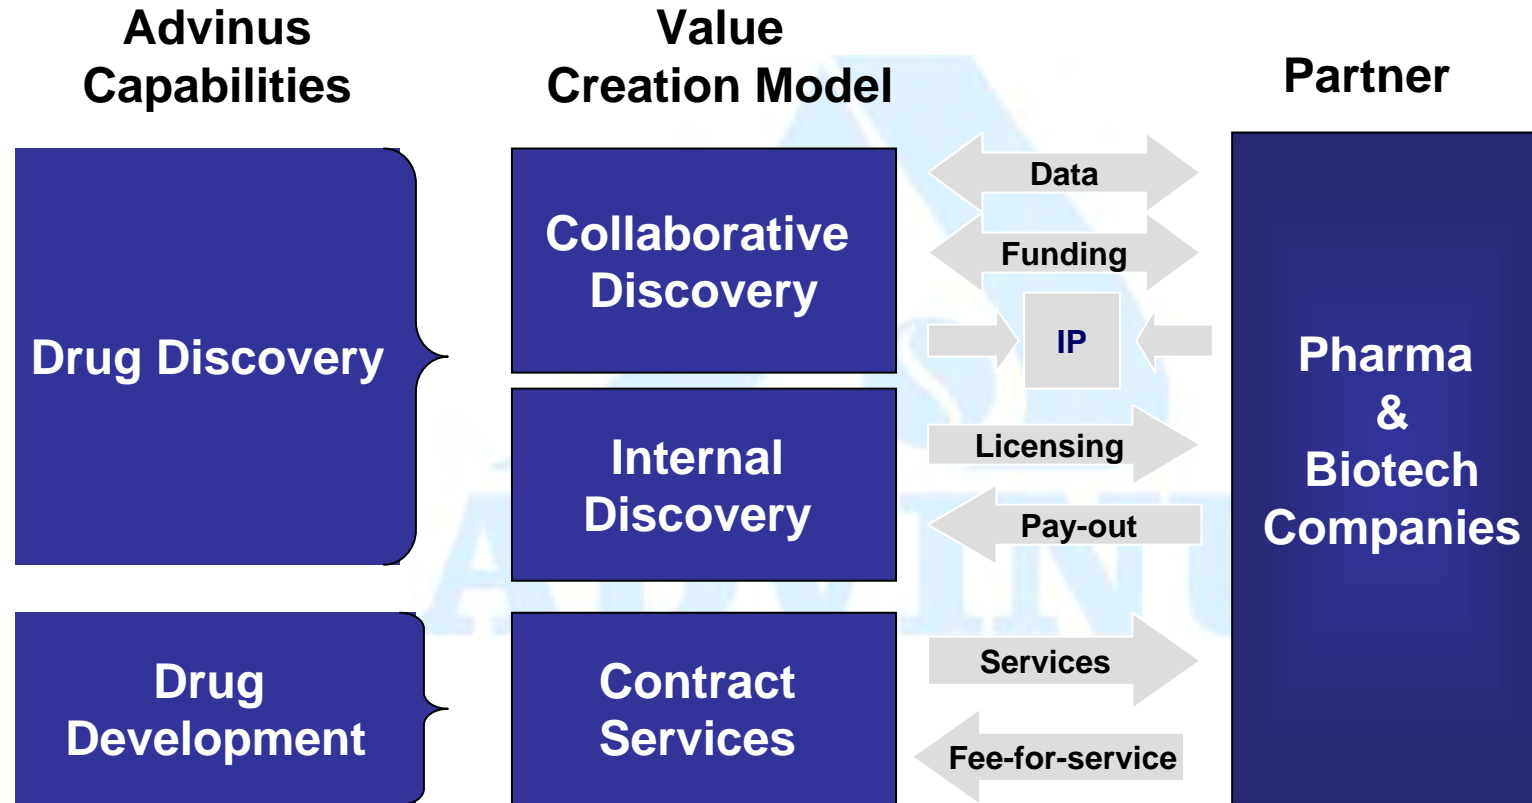 Advinus
Capabilities
Value
Creation Model
Partner
Drug Discovery
Collaborative
Discovery
Data
Funding
IP
Internal
Discovery
Licensing
Pay-out
Pharma
&
Biotech
Companies
Drug
Development
Contract
Services
Services
Fee-for-service
ADVINU